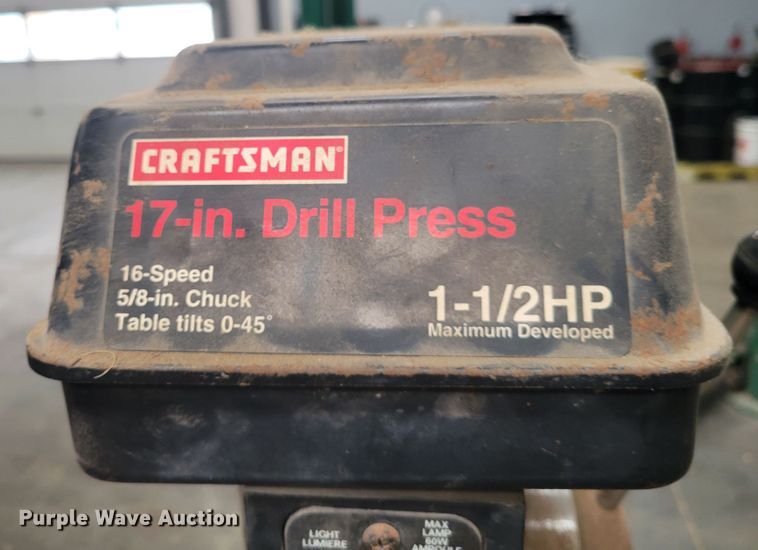 CRAFTSMAN®
17-in. Drill Press
16-Speed
5/8-in. Chuck
Table tilts 0-45°
1-1/2HP
Maximum Developed
LIGHT
LUMIERE
MAX
LAMP
60W
AMPOULE
Purple Wave Auction